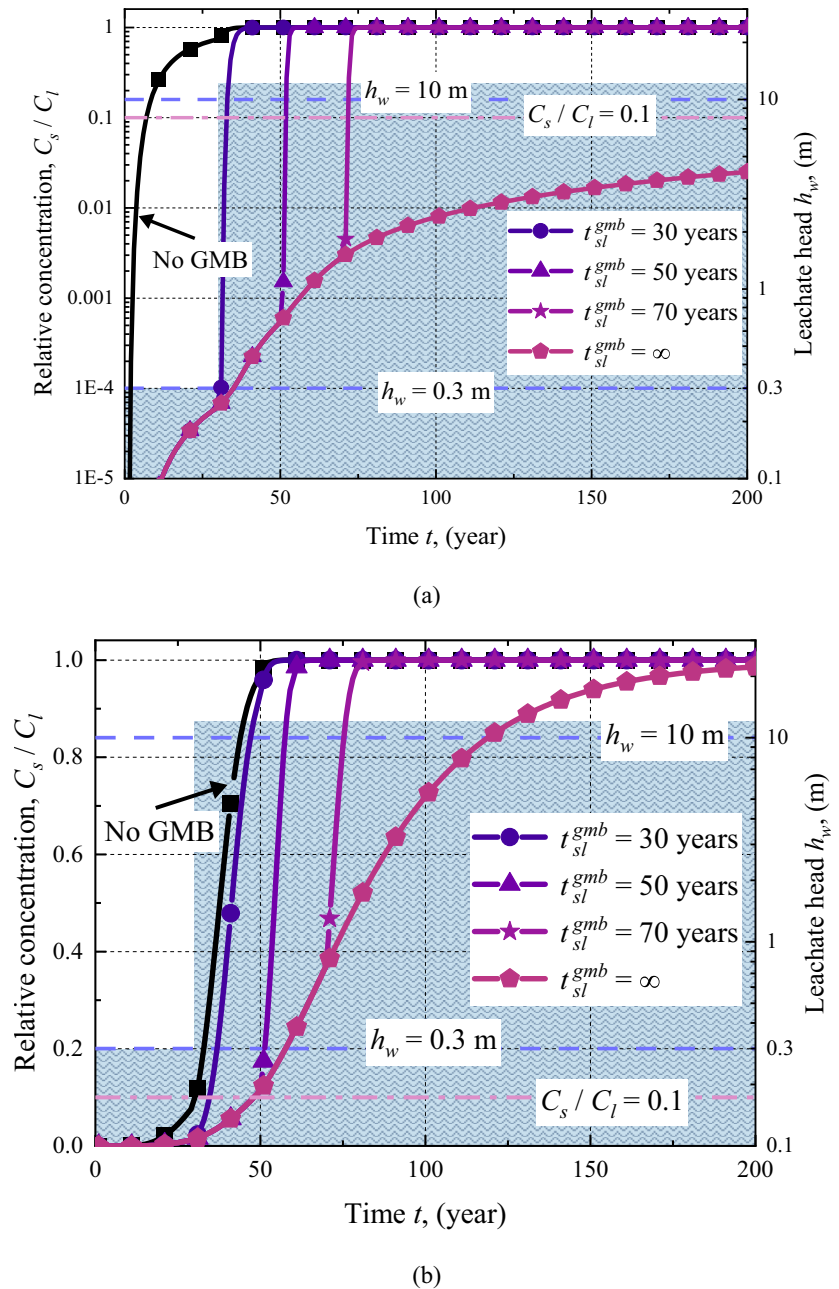 1
0.1
0.01
0.001
1E-4
1E-5
Relative concentration, C_s / C_l
h_w = 10 m
C_s / C_l = 0.1
No GMB
t_sl^gmb = 30 years
t_sl^gmb = 50 years
t_sl^gmb = 70 years
t_sl^gmb = ∞
h_w = 0.3 m
10
1
0.3
0.1
Leachate head h_w, (m)
0 50 100 150 200
Time t, (year)
(a)
1.0
0.8
0.6
0.4
0.2
0.0
Relative concentration, C_s / C_l
h_w = 10 m
No GMB
t_sl^gmb = 30 years
t_sl^gmb = 50 years
t_sl^gmb = 70 years
t_sl^gmb = ∞
h_w = 0.3 m
C_s / C_l = 0.1
10
1
0.3
0.1
Leachate head h_w, (m)
0 50 100 150 200
Time t, (year)
(b)